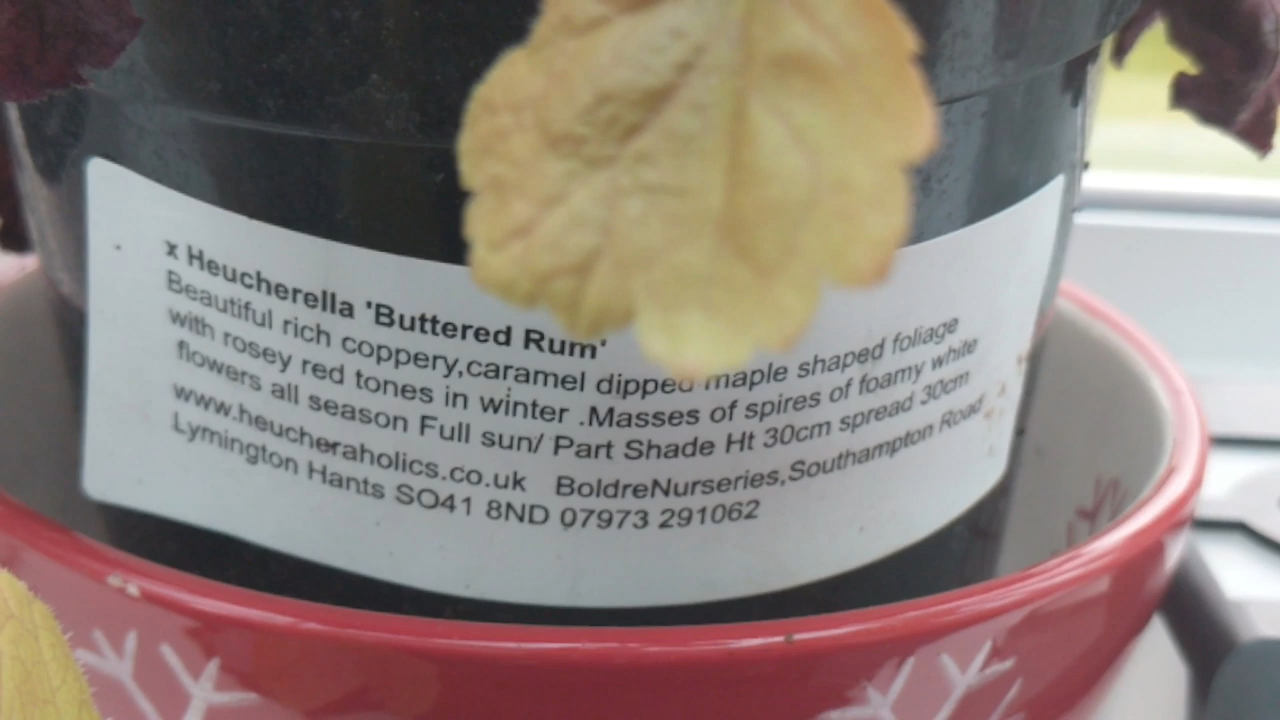 x Heucherella 'Buttered Rum'
Beautiful rich coppery,caramel dipped maple shaped foliage
with rosey red tones in winter .Masses of spires of foamy white
flowers all season Full sun/ Part Shade Ht 30cm spread 30cm
www.heucheraholics.co.uk BoldreNurseries,Southampton Road
Lymington Hants SO41 8ND 07973 291062